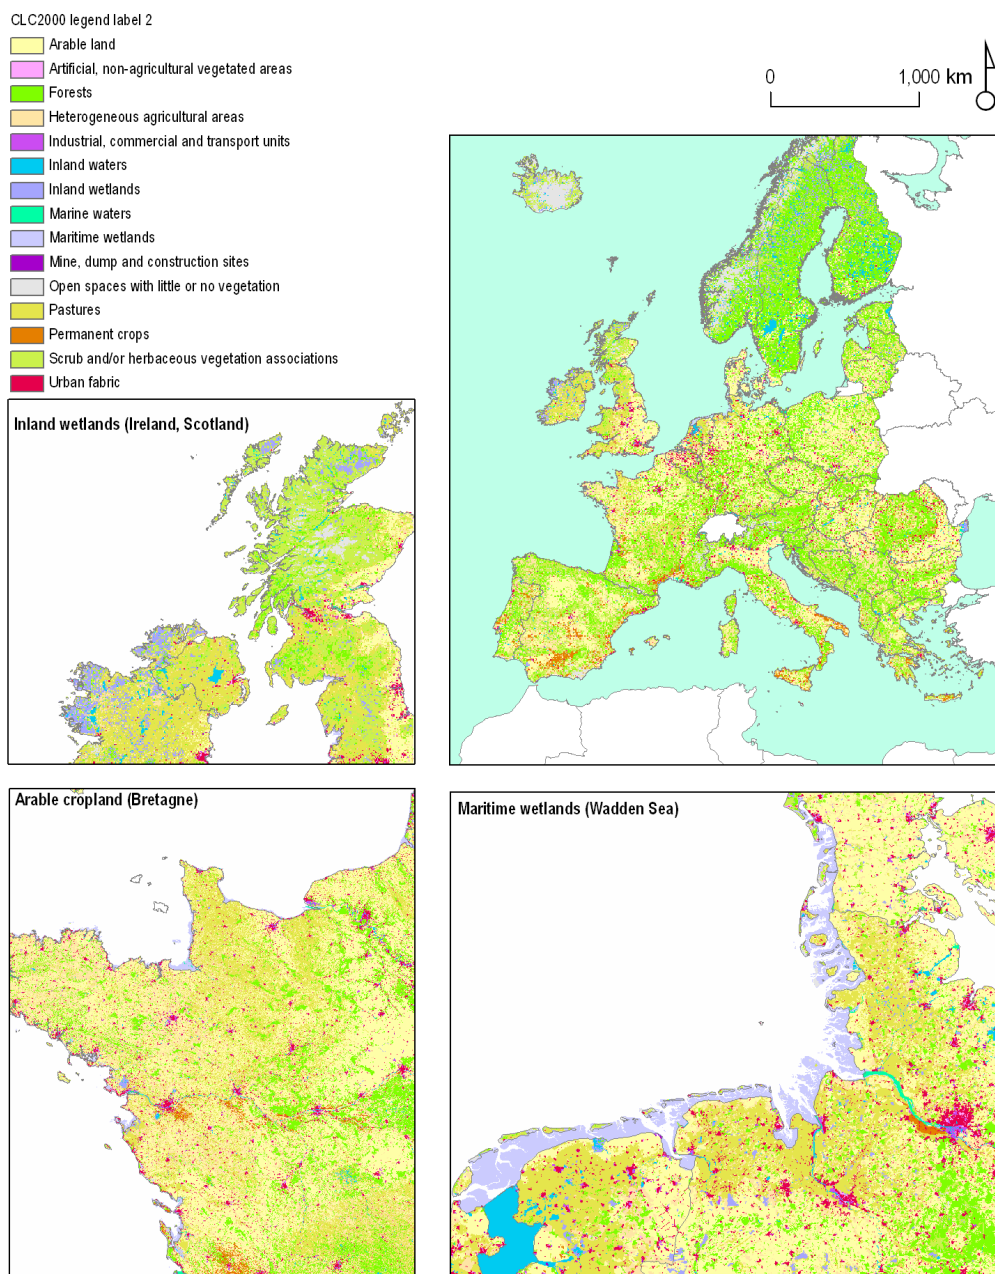 CLC2000 legend label 2
Arable land
Artificial, non-agricultural vegetated areas
Forests
Heterogeneous agricultural areas
Industrial, commercial and transport units
Inland waters
Inland wetlands
Marine waters
Maritime wetlands
Mine, dump and construction sites
Open spaces with little or no vegetation
Pastures
Permanent crops
Scrub and/or herbaceous vegetation associations
Urban fabric
0 1,000 km
Inland wetlands (Ireland, Scotland)
Arable cropland (Bretagne)
Maritime wetlands (Wadden Sea)